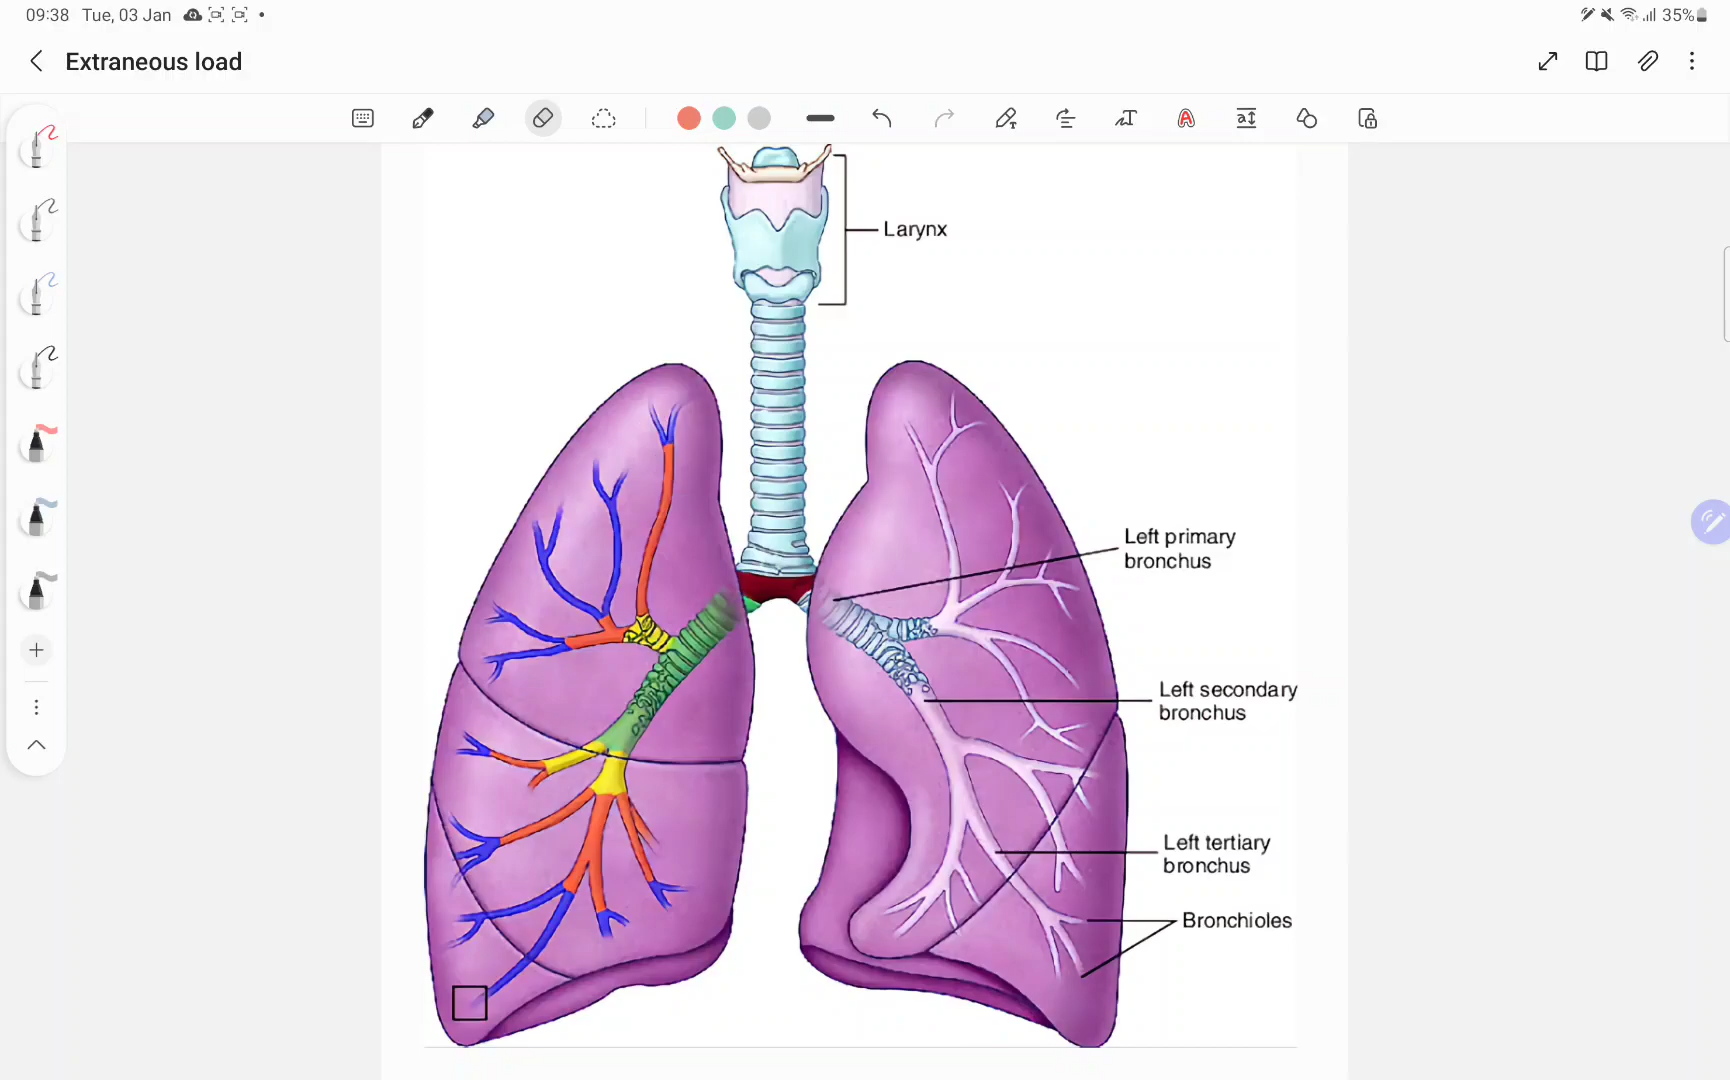 09:38 Tue, 03 Jan
35%
Extraneous load
Larynx
Left primary
bronchus
Left secondary
bronchus
Left tertiary
bronchus
Bronchioles